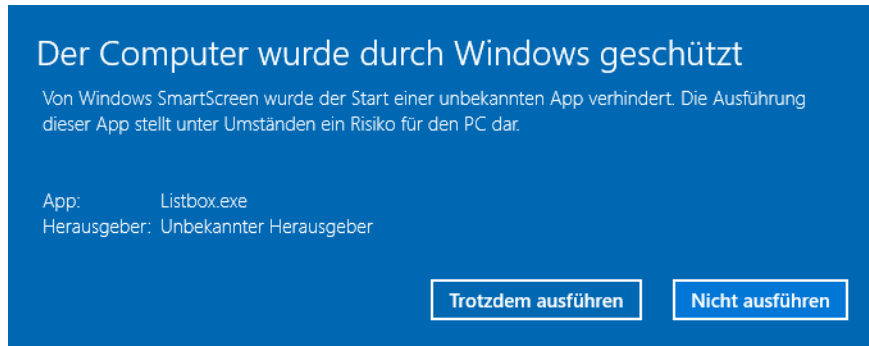 Der Computer wurde durch Windows geschützt
Von Windows SmartScreen wurde der Start einer unbekannten App verhindert. Die Ausführung
dieser App stellt unter Umständen ein Risiko für den PC dar.
App: Listbox.exe
Herausgeber: Unbekannter Herausgeber
Trotzdem ausführen Nicht ausführen